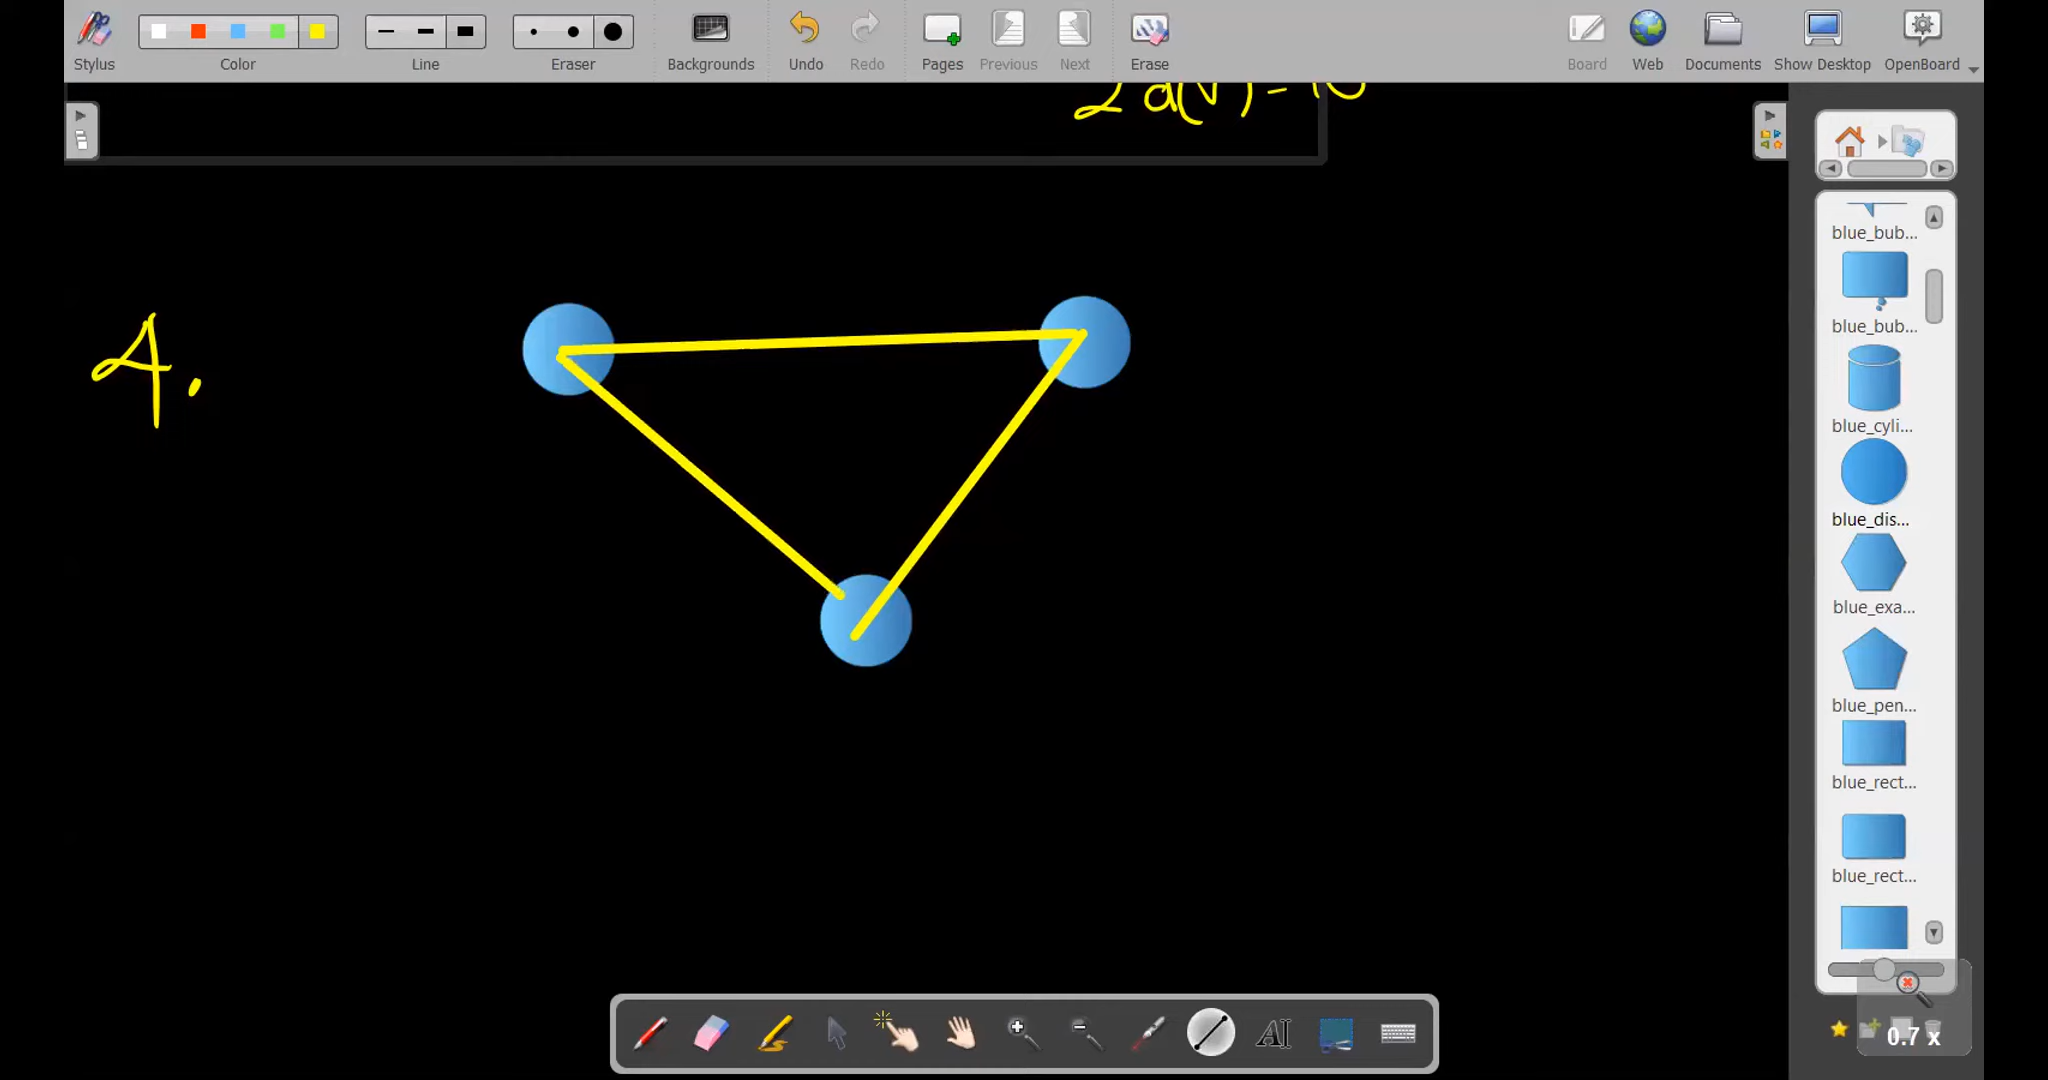 Stylus
Color
Line
Eraser
Backgrounds
Undo
Redo
Pages
Previous
Next
Erase
Board
Web
Documents
Show Desktop
OpenBoard
4.
blue_bub...
blue_bub...
blue_cyli...
blue_dis...
blue_exa...
blue_pen...
blue_rect...
blue_rect...
AI
0.7 x